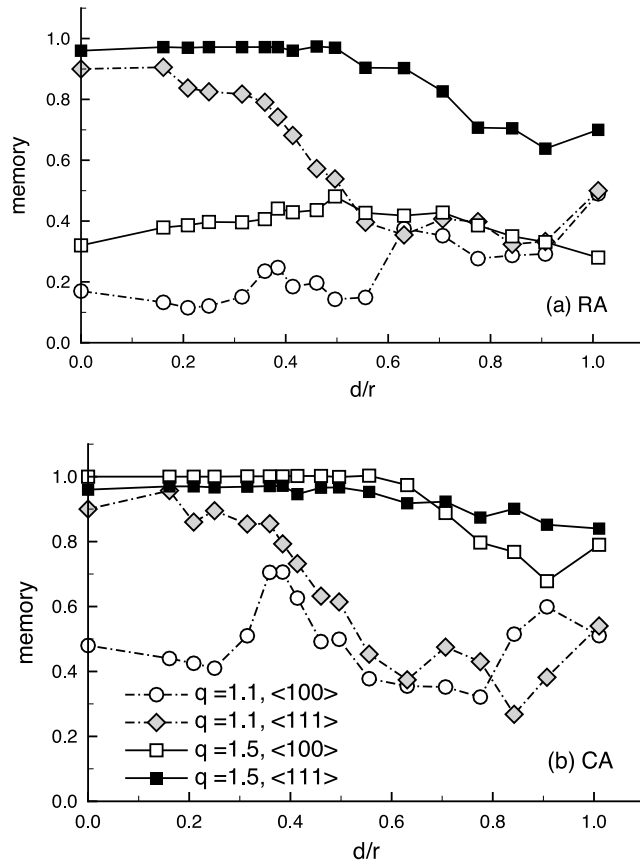 1.0
0.8
0.6
0.4
0.2
0.0
memory
0.0 0.2 0.4 0.6 0.8 1.0
d/r
(a) RA
1.0
0.8
0.6
0.4
0.2
0.0
memory
q =1.1, <100>
q =1.1, <111>
q =1.5, <100>
q =1.5, <111>
(b) CA
0.0 0.2 0.4 0.6 0.8 1.0
d/r